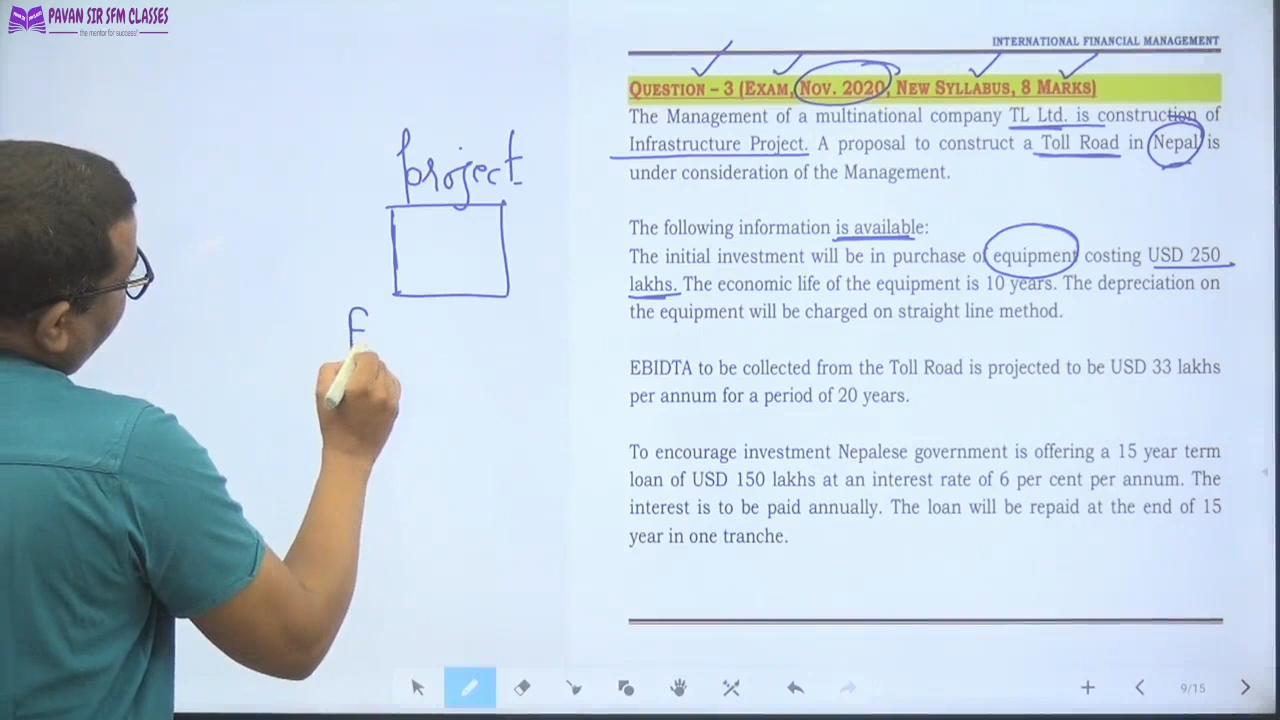 PAVAN SIR SFM CLASSES
the mentor for success!
INTERNATIONAL FINANCIAL MANAGEMENT
QUESTION – 3 (EXAM, NOV. 2020, NEW SYLLABUS, 8 MARKS)
The Management of a multinational company TL Ltd. is construction of
Infrastructure Project. A proposal to construct a Toll Road in Nepal is
under consideration of the Management.
The following information is available:
The initial investment will be in purchase of equipment costing USD 250
lakhs. The economic life of the equipment is 10 years. The depreciation on
the equipment will be charged on straight line method.
EBIDTA to be collected from the Toll Road is projected to be USD 33 lakhs
per annum for a period of 20 years.
To encourage investment Nepalese government is offering a 15 year term
loan of USD 150 lakhs at an interest rate of 6 per cent per annum. The
interest is to be paid annually. The loan will be repaid at the end of 15
year in one tranche.
project
F
9/15